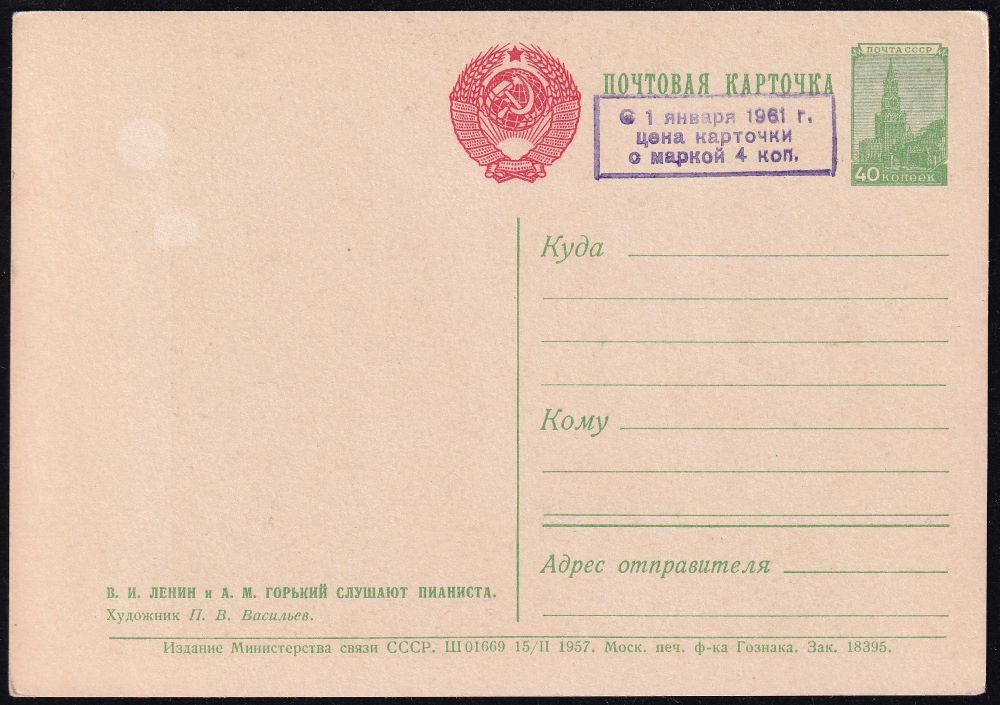 ПОЧТА СССР
ПОЧТОВАЯ КАРТОЧКА
С 1 января 1961 г.
цена карточки
с маркой 4 коп.
40 копеек
Куда
Кому
Адрес отправителя
В. И. ЛЕНИН и А. М. ГОРЬКИЙ СЛУШАЮТ ПИАНИСТА.
Художник П. В. Васильев.
Издание Министерства связи СССР. Ш 01669 15/II 1957. Моск. печ. ф-ка Гознака. Зак. 18395.